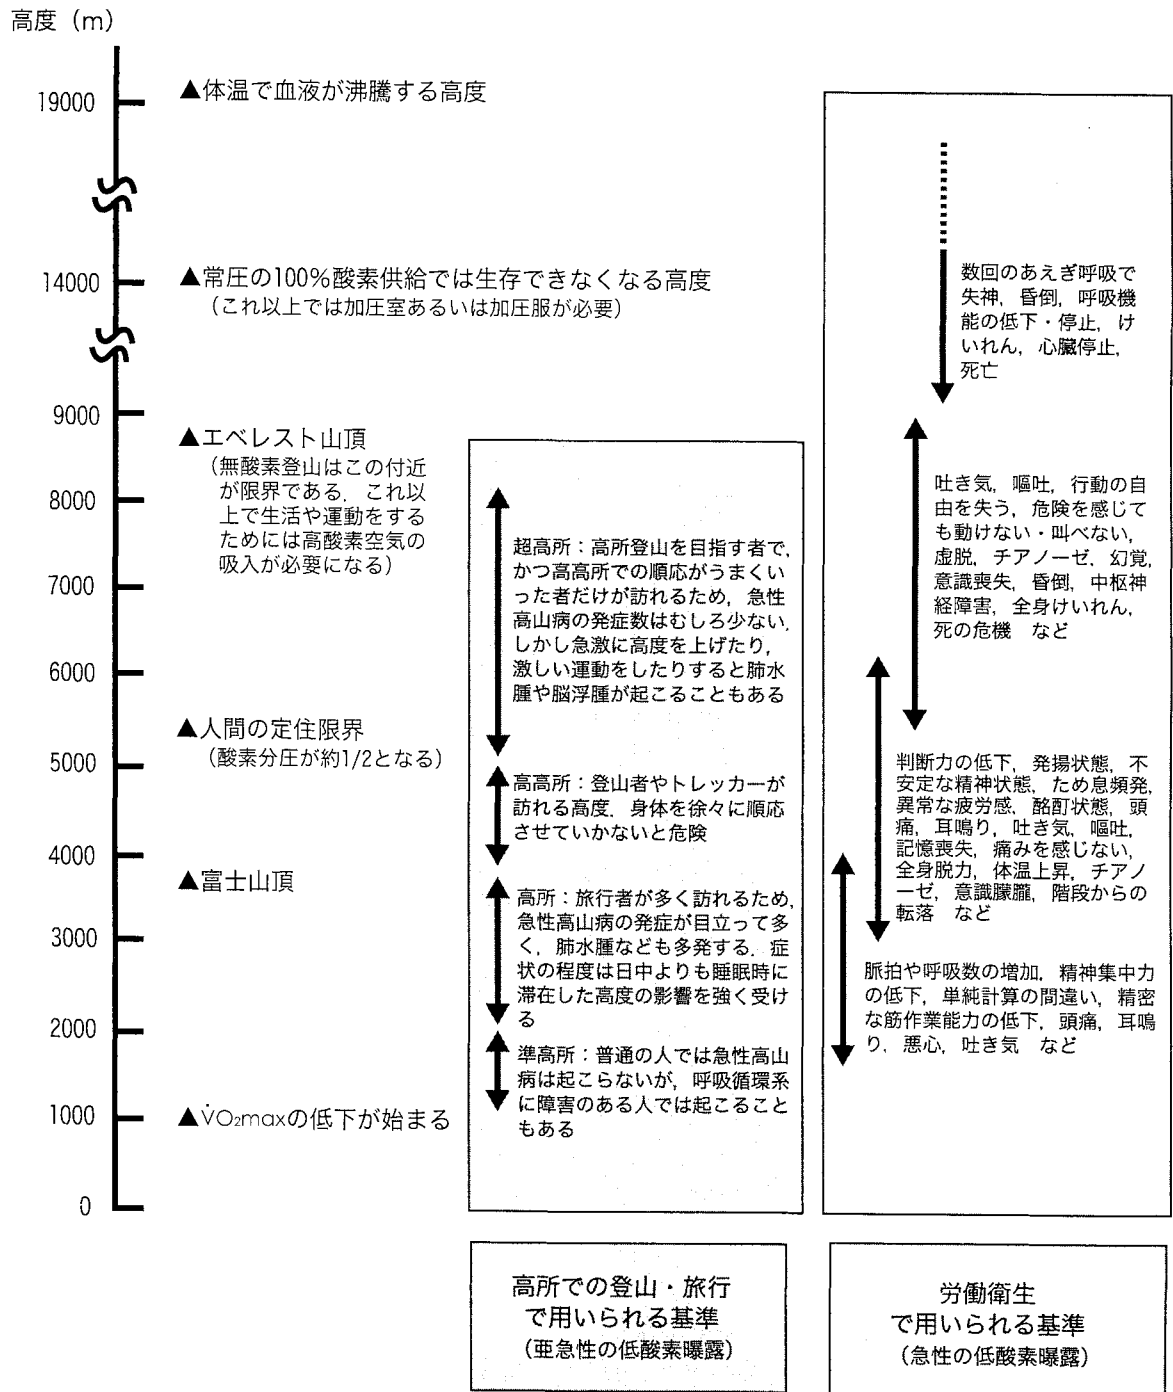 高度（m）
19000
▲体温で血液が沸騰する高度
14000
▲常圧の100％酸素供給では生存できなくなる高度
（これ以上では加圧室あるいは加圧服が必要）
9000
▲エベレスト山頂
（無酸素登山はこの付近
が限界である．これ以
上で生活や運動をする
ためには高酸素空気の
吸入が必要になる）
8000
7000
6000
▲人間の定住限界
（酸素分圧が約1/2となる）
5000
4000
▲富士山頂
3000
2000
1000
▲V̇O₂maxの低下が始まる
0
超高所：高所登山を目指す者で，
かつ高高所での順応がうまくい
った者だけが訪れるため，急性
高山病の発症数はむしろ少ない．
しかし急激に高度を上げたり，
激しい運動をしたりすると肺水
腫や脳浮腫が起こることもある
高高所：登山者やトレッカーが
訪れる高度．身体を徐々に順応
させていかないと危険
高所：旅行者が多く訪れるため，
急性高山病の発症が目立って多
く，肺水腫なども多発する．症
状の程度は日中よりも睡眠時に
滞在した高度の影響を強く受け
る
準高所：普通の人では急性高山
病は起こらないが，呼吸循環系
に障害のある人では起こること
もある
高所での登山・旅行
で用いられる基準
（亜急性の低酸素曝露）
数回のあえぎ呼吸で
失神，昏倒，呼吸機
能の低下・停止，け
いれん，心臓停止，
死亡
吐き気，嘔吐，行動の自
由を失う，危険を感じて
も動けない・叫べない，
虚脱，チアノーゼ，幻覚，
意識喪失，昏倒，中枢神
経障害，全身けいれん，
死の危機　など
判断力の低下，発揚状態，不
安定な精神状態，ため息頻発，
異常な疲労感，酩酊状態，頭
痛，耳鳴り，吐き気，嘔吐，
記憶喪失，痛みを感じない，
全身脱力，体温上昇，チアノ
ーゼ，意識朦朧，階段からの
転落　など
脈拍や呼吸数の増加，精神集中力
の低下，単純計算の間違い，精密
な筋作業能力の低下，頭痛，耳鳴
り，悪心，吐き気　など
労働衛生
で用いられる基準
（急性の低酸素曝露）